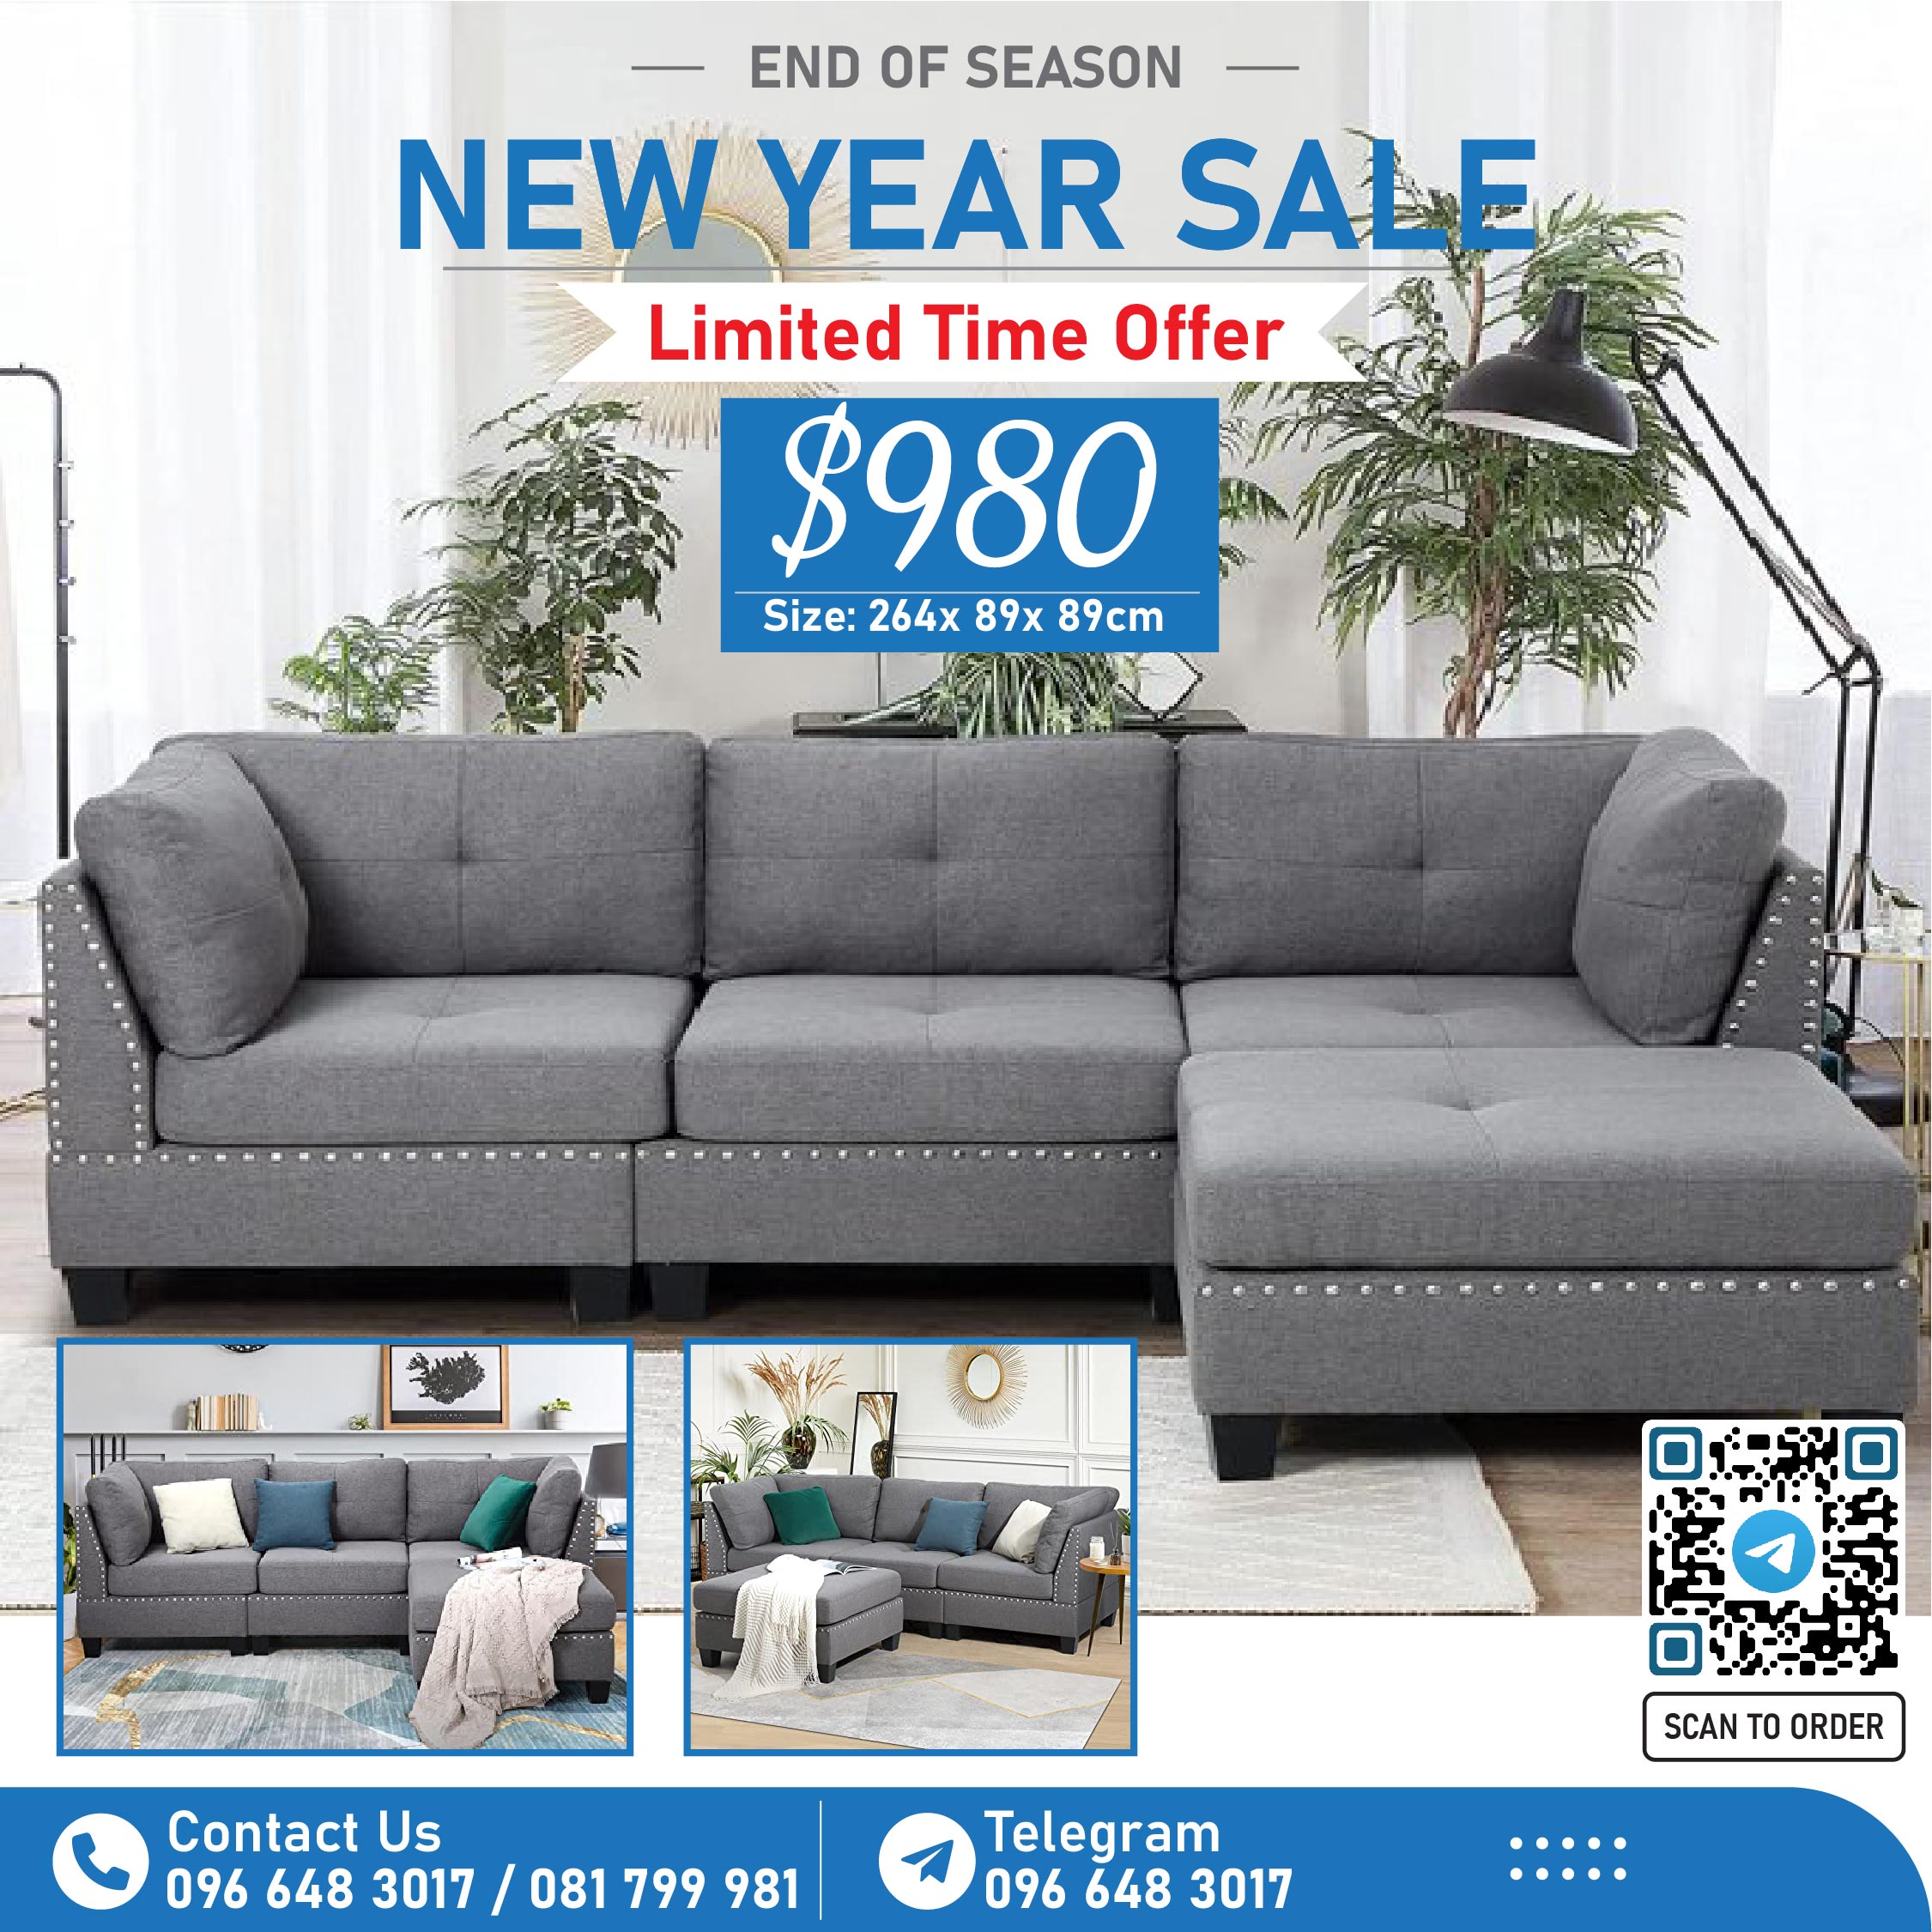 END OF SEASON
NEW YEAR SALE
Limited Time Offer
$980
Size: 264x 89x 89cm
SCAN TO ORDER
Contact Us
096 648 3017 / 081 799 981
Telegram
096 648 3017